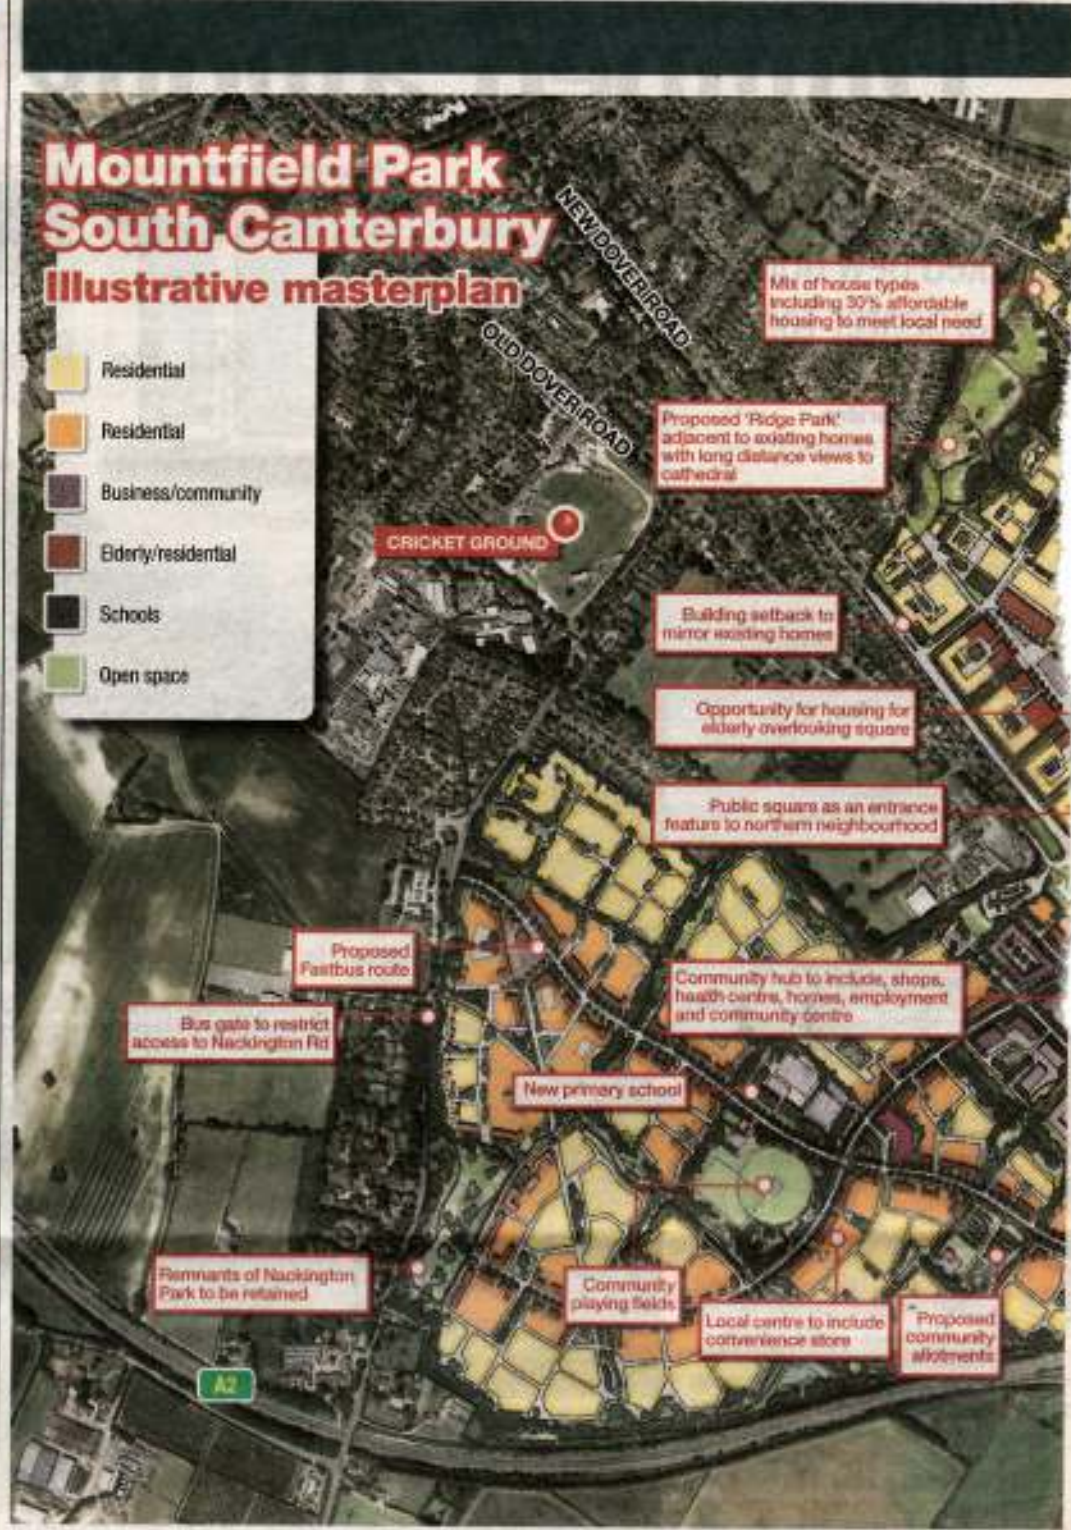 Mountfield Park
South Canterbury
Illustrative masterplan
Residential
Residential
Business/community
Elderly/residential
Schools
Open space
NEW DOVER ROAD
OLD DOVER ROAD
CRICKET GROUND
Mix of house types
including 30% affordable
housing to meet local need
Proposed 'Ridge Park'
adjacent to existing homes
with long distance views to
cathedral
Building setback to
mirror existing homes
Opportunity for housing for
elderly overlooking square
Public square as an entrance
feature to northern neighbourhood
Proposed
Fastbus route
Bus gate to restrict
access to Nackington Rd
Community hub to include, shops,
health centre, homes, employment
and community centre
New primary school
Remnants of Nackington
Park to be retained
Community
playing fields
Local centre to include
convenience store
Proposed
community
allotments
A2